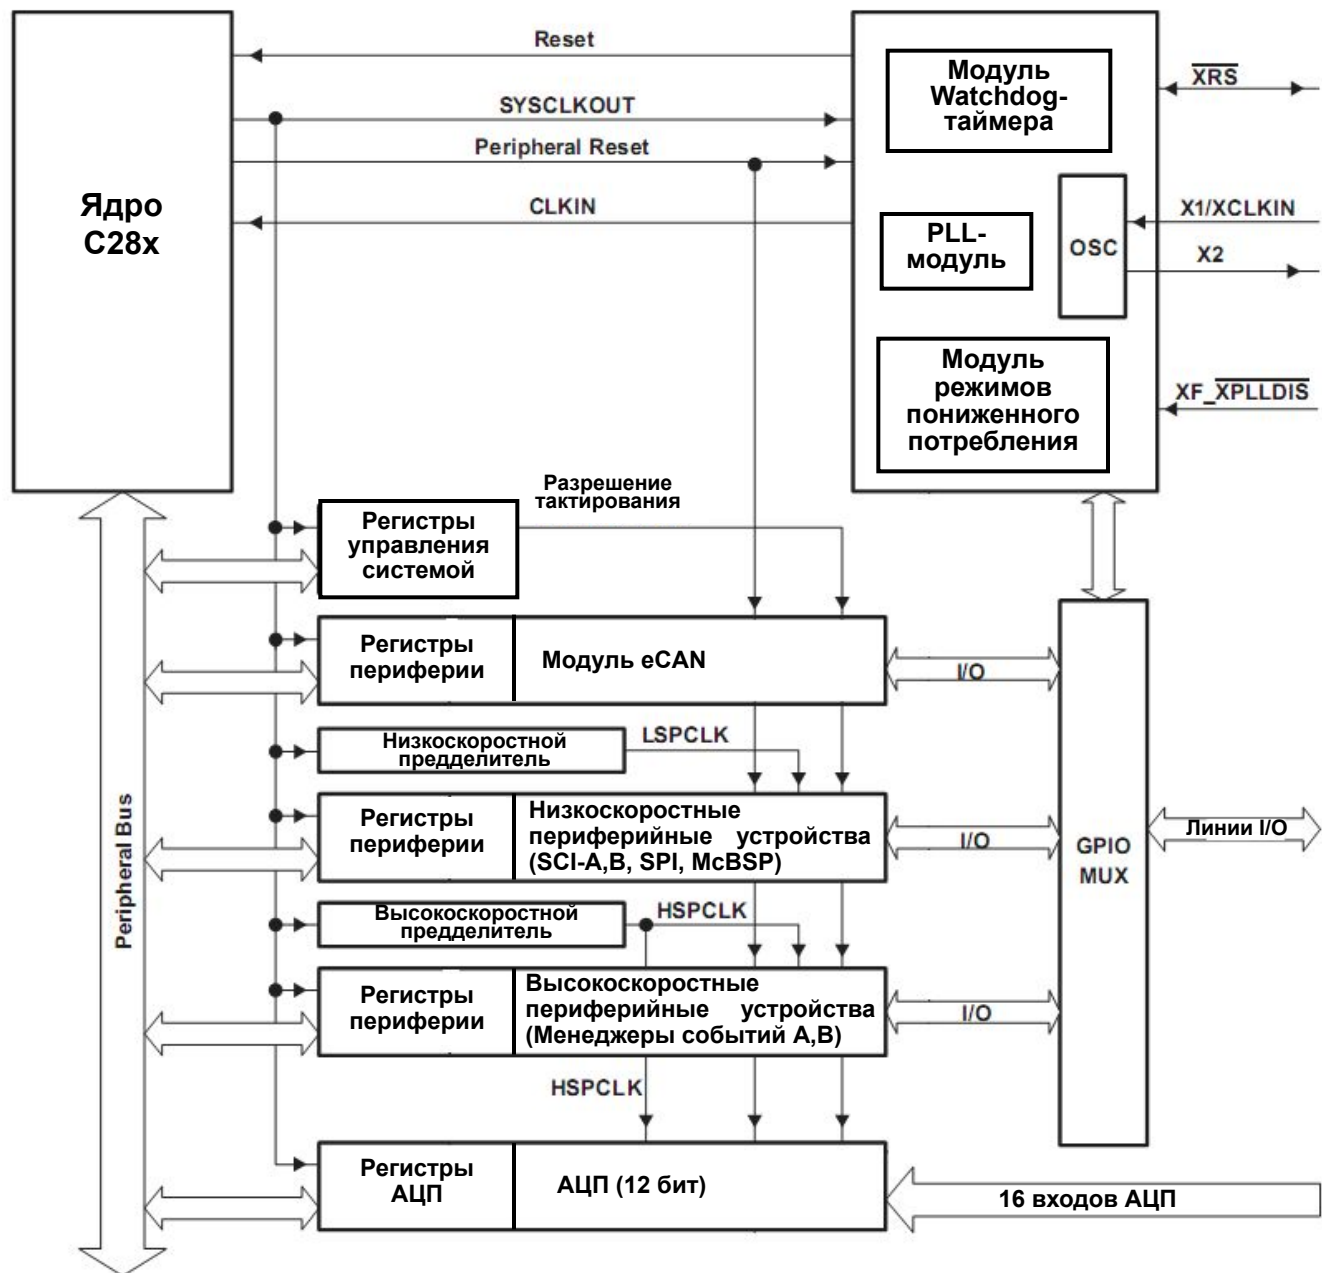 Reset
SYSCLKOUT
Peripheral Reset
CLKIN
Ядро
C28x
Модуль
Watchdog-
таймера
PLL-
модуль
OSC
Модуль
режимов
пониженного
потребления
XRS
X1/XCLKIN
X2
XF_XPLLDIS
Разрешение
тактирования
Регистры
управления
системой
Регистры
периферии
Модуль eCAN
I/O
Низкоскоростной
предделитель
LSPCLK
Регистры
периферии
Низкоскоростные
периферийные устройства
(SCI-A,B, SPI, McBSP)
I/O
Высокоскоростной
предделитель
HSPCLK
Регистры
периферии
Высокоскоростные
периферийные устройства
(Менеджеры событий А,В)
I/O
HSPCLK
Регистры
АЦП
АЦП (12 бит)
16 входов АЦП
Peripheral Bus
GPIO
MUX
Линии I/O